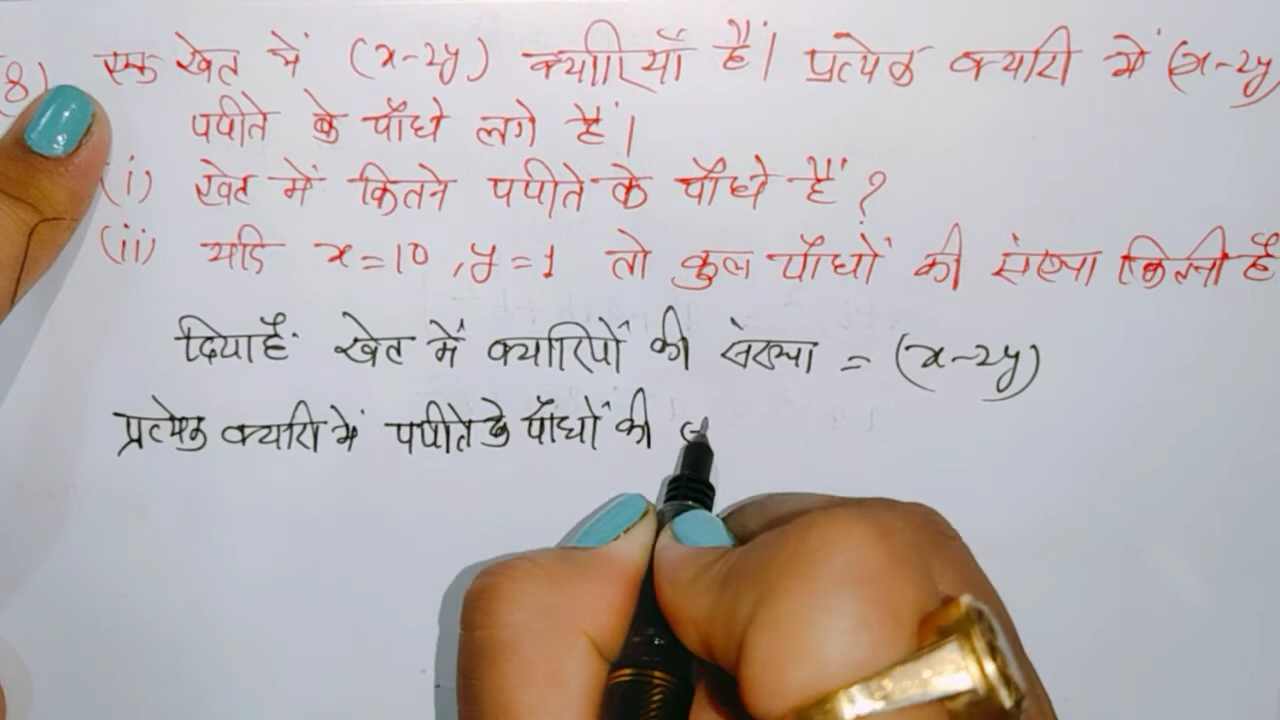 8) एक खेत में (x-2y) क्यारियाँ हैं। प्रत्येक क्यारी में (x-2y
पपीते के पौधे लगे हैं।
(i) खेत में कितने पपीते के पौधे हैं ?
(ii) यदि x=10, y=1 तो कुल पौधों की संख्या कितनी है
दिया है खेत में क्यारियों की संख्या = (x-2y)
प्रत्येक क्यारी में पपीते के पौधों की